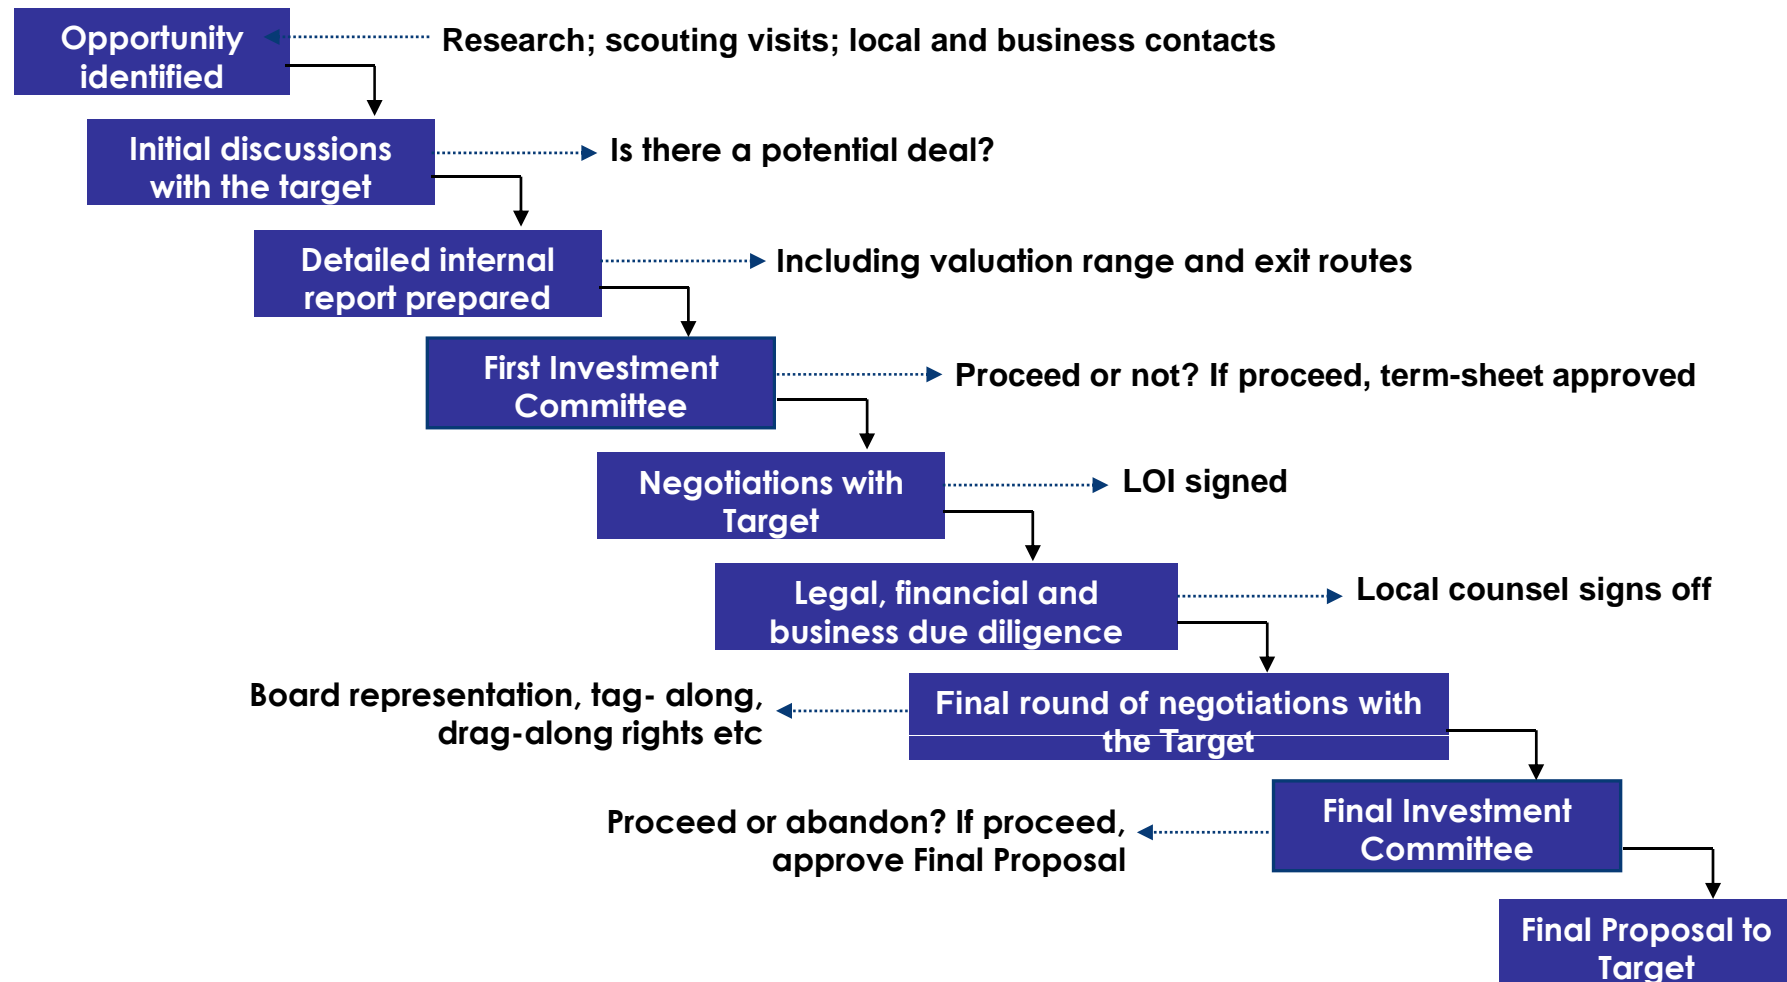 Opportunity
identified
Research; scouting visits; local and business contacts
Initial discussions
with the target
Is there a potential deal?
Detailed internal
report prepared
Including valuation range and exit routes
First Investment
Committee
Proceed or not? If proceed, term-sheet approved
Negotiations with
Target
LOI signed
Legal, financial and
business due diligence
Local counsel signs off
Board representation, tag- along,
drag-along rights etc
Final round of negotiations with
the Target
Proceed or abandon? If proceed,
approve Final Proposal
Final Investment
Committee
Final Proposal to
Target